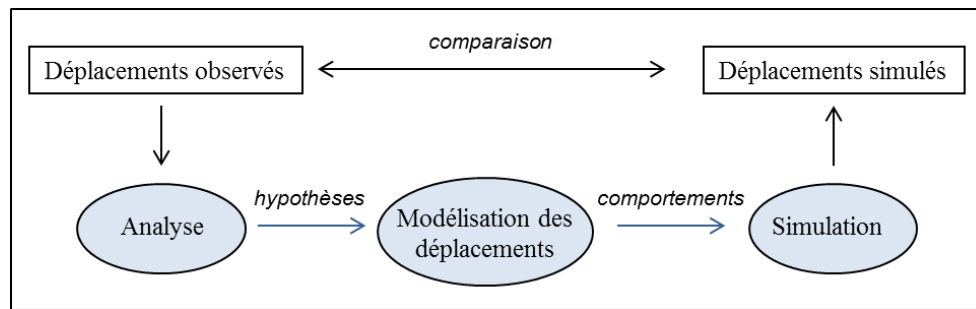 comparaison
Déplacements observés
Déplacements simulés
hypothèses
comportements
Analyse
Modélisation des
déplacements
Simulation